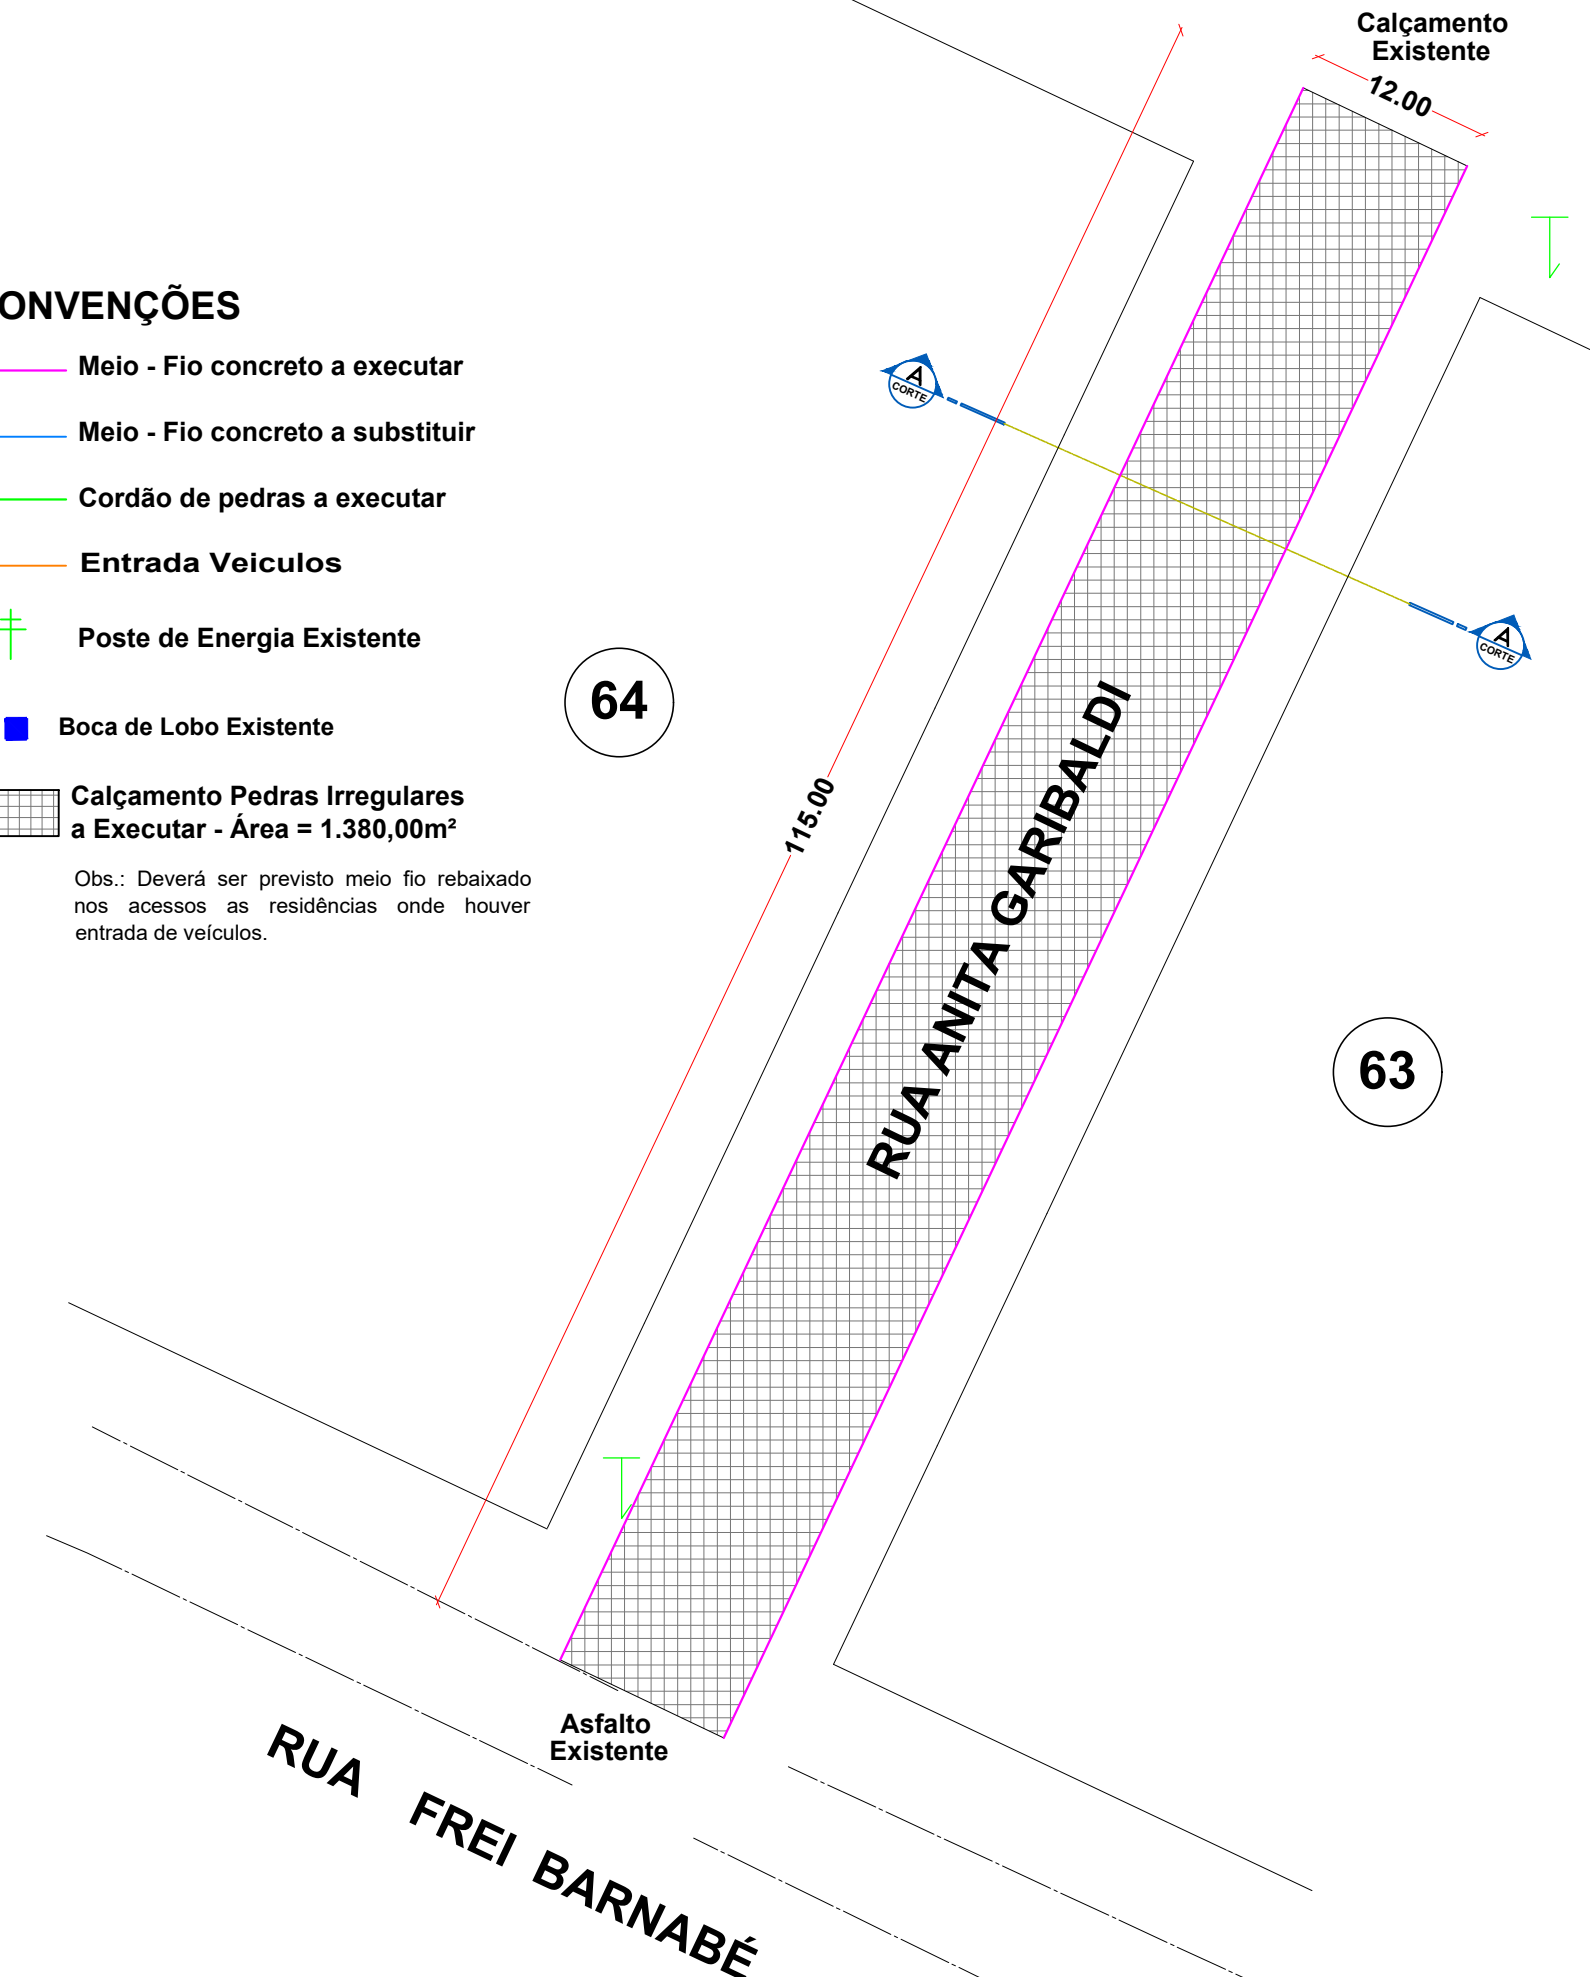 Calçamento
Existente
12.00
ONVENÇÕES
Meio - Fio concreto a executar
A
CORTE
Meio - Fio concreto a substituir
Cordão de pedras a executar
Entrada Veiculos
Poste de Energia Existente
A
CORTE
64
Boca de Lobo Existente
Calçamento Pedras Irregulares
a Executar - Área = 1.380,00m²
115.00
Obs.: Deverá ser previsto meio fio rebaixado
nos acessos as residências onde houver
entrada de veículos.
RUA ANITA GARIBALDI
63
Asfalto
Existente
RUA FREI BARNABÉ